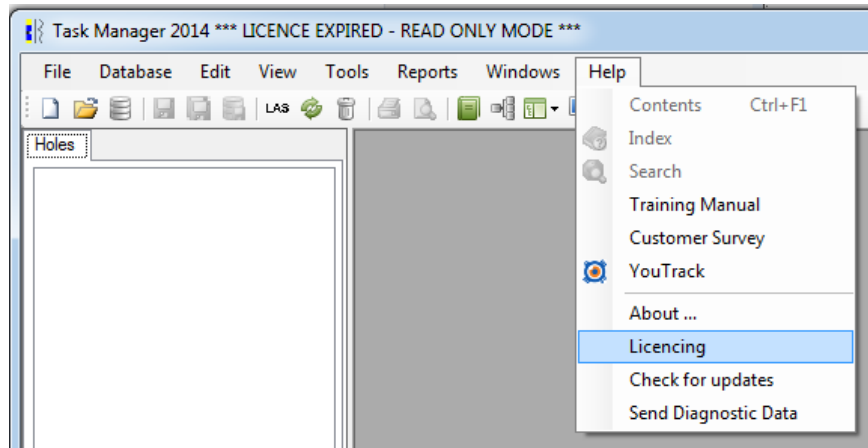 Task Manager 2014 *** LICENCE EXPIRED - READ ONLY MODE ***
File Database Edit View Tools Reports Windows Help
LAS
Holes
Contents Ctrl+F1
Index
Search
Training Manual
Customer Survey
YouTrack
About ...
Licencing
Check for updates
Send Diagnostic Data